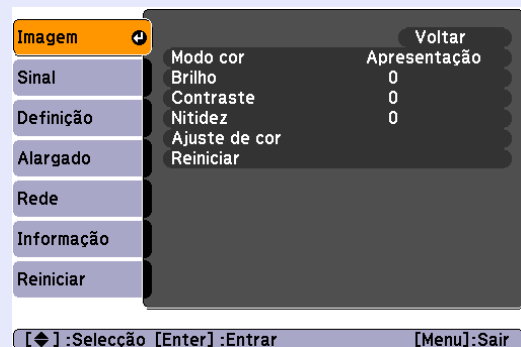 Imagem
Sinal
Definição
Alargado
Rede
Informação
Reiniciar
Voltar
Modo cor Apresentação
Brilho 0
Contraste 0
Nitidez 0
Ajuste de cor
Reiniciar
[◆] :Selecção [Enter] :Entrar [Menu]:Sair